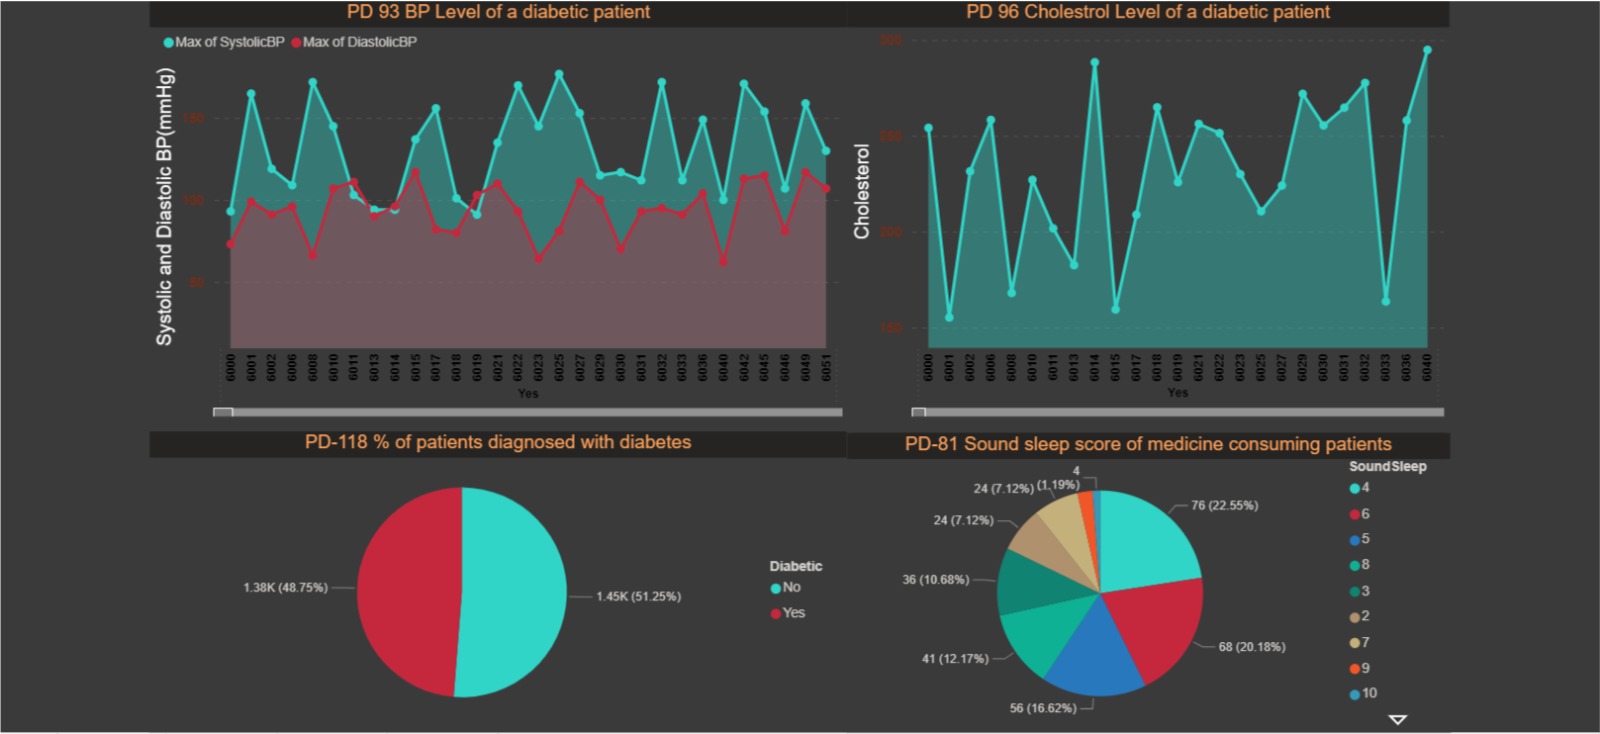 PD 93 BP Level of a diabetic patient
Max of SystolicBP Max of DiastolicBP
Systolic and Diastolic BP(mmHg)
150
100
50
6000 6001 6002 6006 6008 6010 6011 6013 6014 6015 6017 6018 6019 6021 6022 6023 6025 6027 6029 6030 6031 6032 6033 6036 6040 6042 6045 6046 6049 6051
Yes
PD 96 Cholestrol Level of a diabetic patient
Cholesterol
300
250
200
150
6000 6001 6002 6006 6008 6010 6011 6013 6014 6015 6017 6018 6019 6021 6022 6023 6025 6027 6029 6030 6031 6032 6033 6036 6040
Yes
PD-118 % of patients diagnosed with diabetes
1.38K (48.75%)
1.45K (51.25%)
Diabetic
No
Yes
PD-81 Sound sleep score of medicine consuming patients
4
(1.19%)
24 (7.12%)
24 (7.12%)
36 (10.68%)
41 (12.17%)
56 (16.62%)
68 (20.18%)
76 (22.55%)
SoundSleep
4
6
5
8
3
2
7
9
10